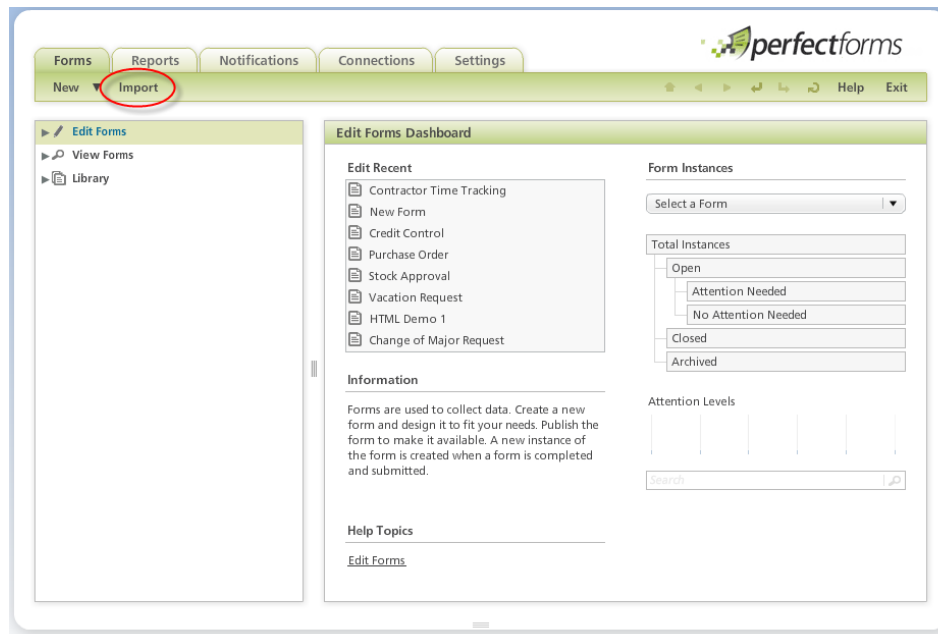 perfectforms
Forms Reports Notifications Connections Settings
New Import Help Exit
Edit Forms
View Forms
Library
Edit Forms Dashboard
Edit Recent
Contractor Time Tracking
New Form
Credit Control
Purchase Order
Stock Approval
Vacation Request
HTML Demo 1
Change of Major Request
Information
Forms are used to collect data. Create a new
form and design it to fit your needs. Publish the
form to make it available. A new instance of
the form is created when a form is completed
and submitted.
Help Topics
Edit Forms
Form Instances
Select a Form
Total Instances
Open
Attention Needed
No Attention Needed
Closed
Archived
Attention Levels
Search